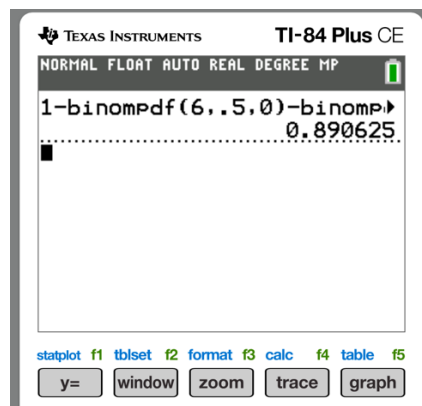 TEXAS INSTRUMENTS TI-84 Plus CE
NORMAL FLOAT AUTO REAL DEGREE MP
1-binompdf(6,.5,0)-binomp
0.890625
statplot f1 tblset f2 format f3 calc f4 table f5
y= window zoom trace graph